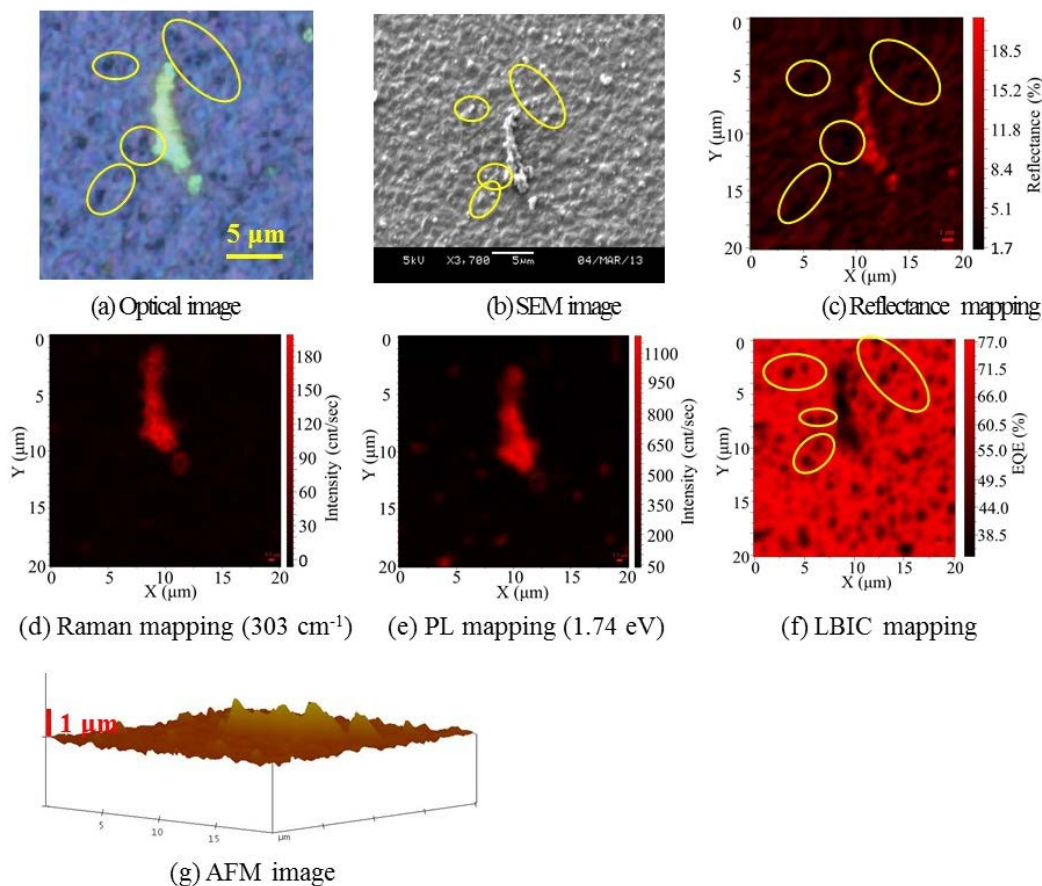 5 μm
(a) Optical image
5kV X3,700 5μm 04/MAR/13
(b) SEM image
0
5
10
15
20
Y (μm)
0 5 10 15 20
X (μm)
18.5
15.2
11.8
8.4
5.1
1.7
Reflectance (%)
(c) Reflectance mapping
0
5
10
15
20
Y (μm)
0 5 10 15 20
X (μm)
180
150
120
90
60
30
0
Intensity (cnt/sec)
(d) Raman mapping (303 cm⁻¹)
0
5
10
15
20
Y (μm)
0 5 10 15 20
X (μm)
1100
950
800
650
500
350
200
50
Intensity (cnt/sec)
(e) PL mapping (1.74 eV)
0
5
10
15
20
Y (μm)
0 5 10 15 20
X (μm)
77.0
71.5
66.0
60.5
55.0
49.5
44.0
38.5
EQE (%)
(f) LBIC mapping
1 μm
5 10 15 μm
(g) AFM image